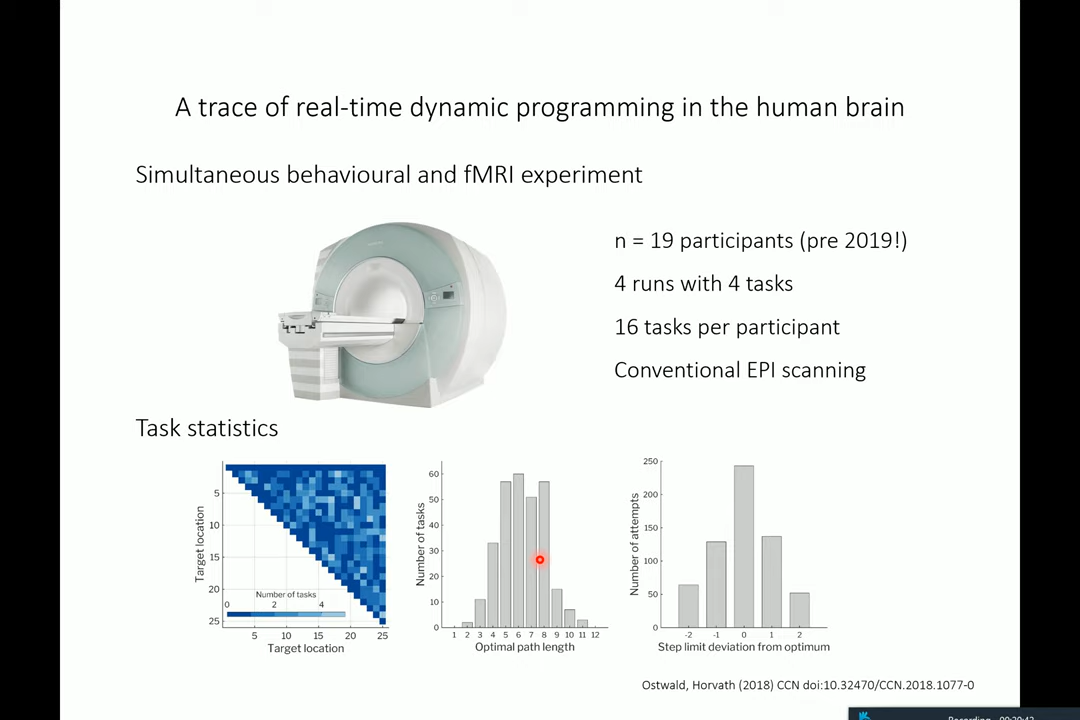 A trace of real-time dynamic programming in the human brain
Simultaneous behavioural and fMRI experiment
n = 19 participants (pre 2019!)
4 runs with 4 tasks
16 tasks per participant
Conventional EPI scanning
Task statistics
Target location
5
10
15
20
25
Number of tasks
0 2 4
5 10 15 20 25
Target location
Number of tasks
60
50
40
30
20
10
0
1 2 3 4 5 6 7 8 9 10 11 12
Optimal path length
Number of attempts
250
200
150
100
50
0
-2 -1 0 1 2
Step limit deviation from optimum
Ostwald, Horvath (2018) CCN doi:10.32470/CCN.2018.1077-0